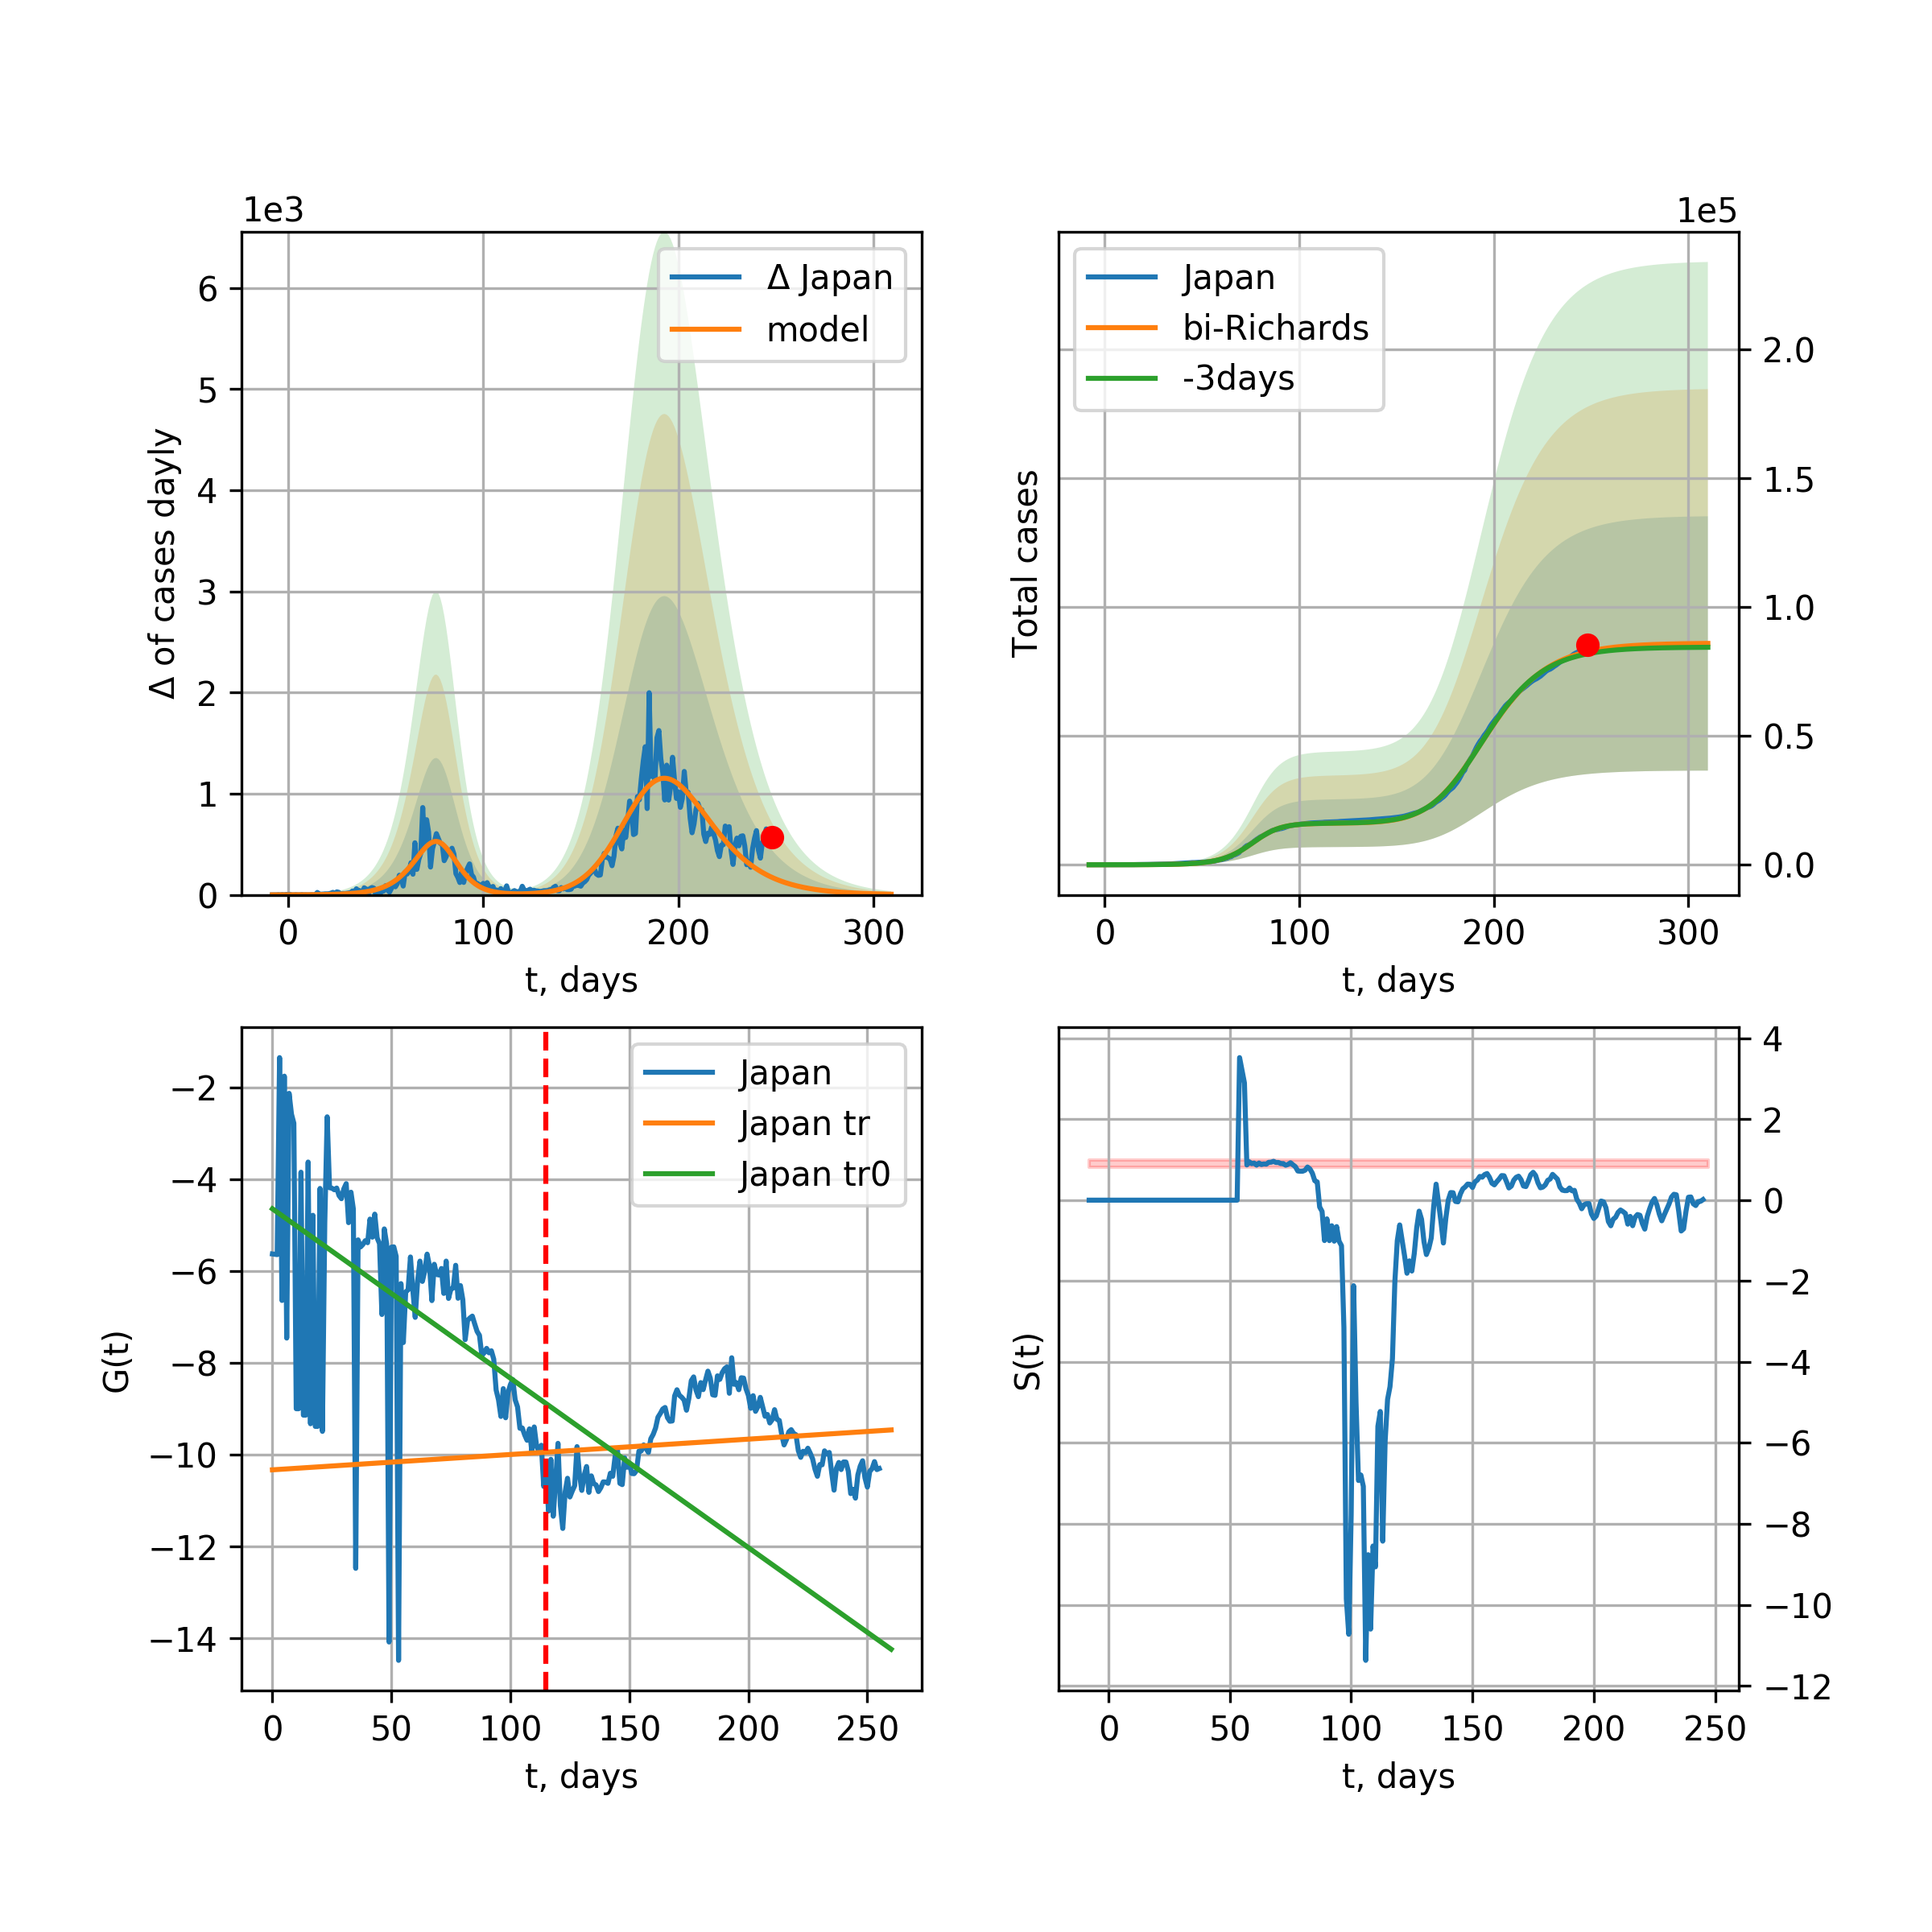 1e3
Δ of cases dayly
6
5
4
3
2
1
0
0 100 200 300
t, days
Δ Japan
model
1e5
Total cases
Japan
bi-Richards
-3days
2.0
1.5
1.0
0.5
0.0
0 100 200 300
t, days
G(t)
−2
−4
−6
−8
−10
−12
−14
0 50 100 150 200 250
t, days
Japan
Japan tr
Japan tr0
S(t)
4
2
0
−2
−4
−6
−8
−10
−12
0 50 100 150 200 250
t, days